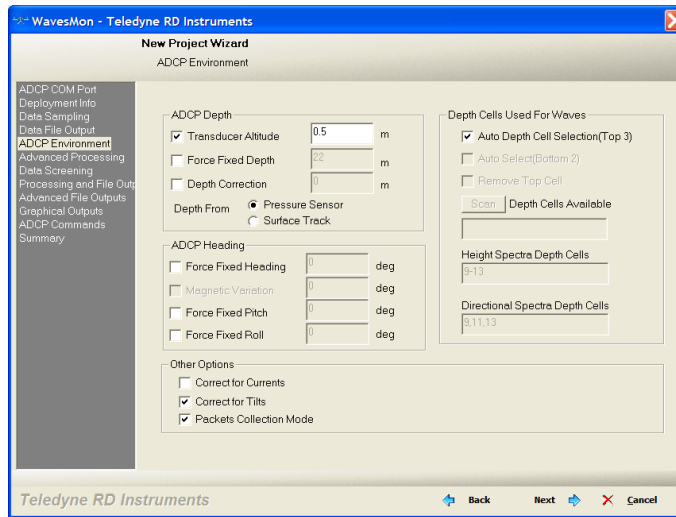 WavesMon - Teledyne RD Instruments
New Project Wizard
ADCP Environment
ADCP COM Port
Deployment Info
Data Sampling
Data File Output
ADCP Environment
Advanced Processing
Data Screening
Processing and File Outp
Advanced File Outputs
Graphical Outputs
ADCP Commands
Summary
ADCP Depth
Transducer Altitude 0.5 m
Force Fixed Depth 22 m
Depth Correction 0 m
Depth From Pressure Sensor
Surface Track
ADCP Heading
Force Fixed Heading 0 deg
Magnetic Variation 0 deg
Force Fixed Pitch 0 deg
Force Fixed Roll 0 deg
Depth Cells Used For Waves
Auto Depth Cell Selection(Top 3)
Auto Select(Bottom 2)
Remove Top Cell
Scan Depth Cells Available
Height Spectra Depth Cells
9-13
Directional Spectra Depth Cells
9,11,13
Other Options
Correct for Currents
Correct for Tilts
Packets Collection Mode
Teledyne RD Instruments
Back Next Cancel